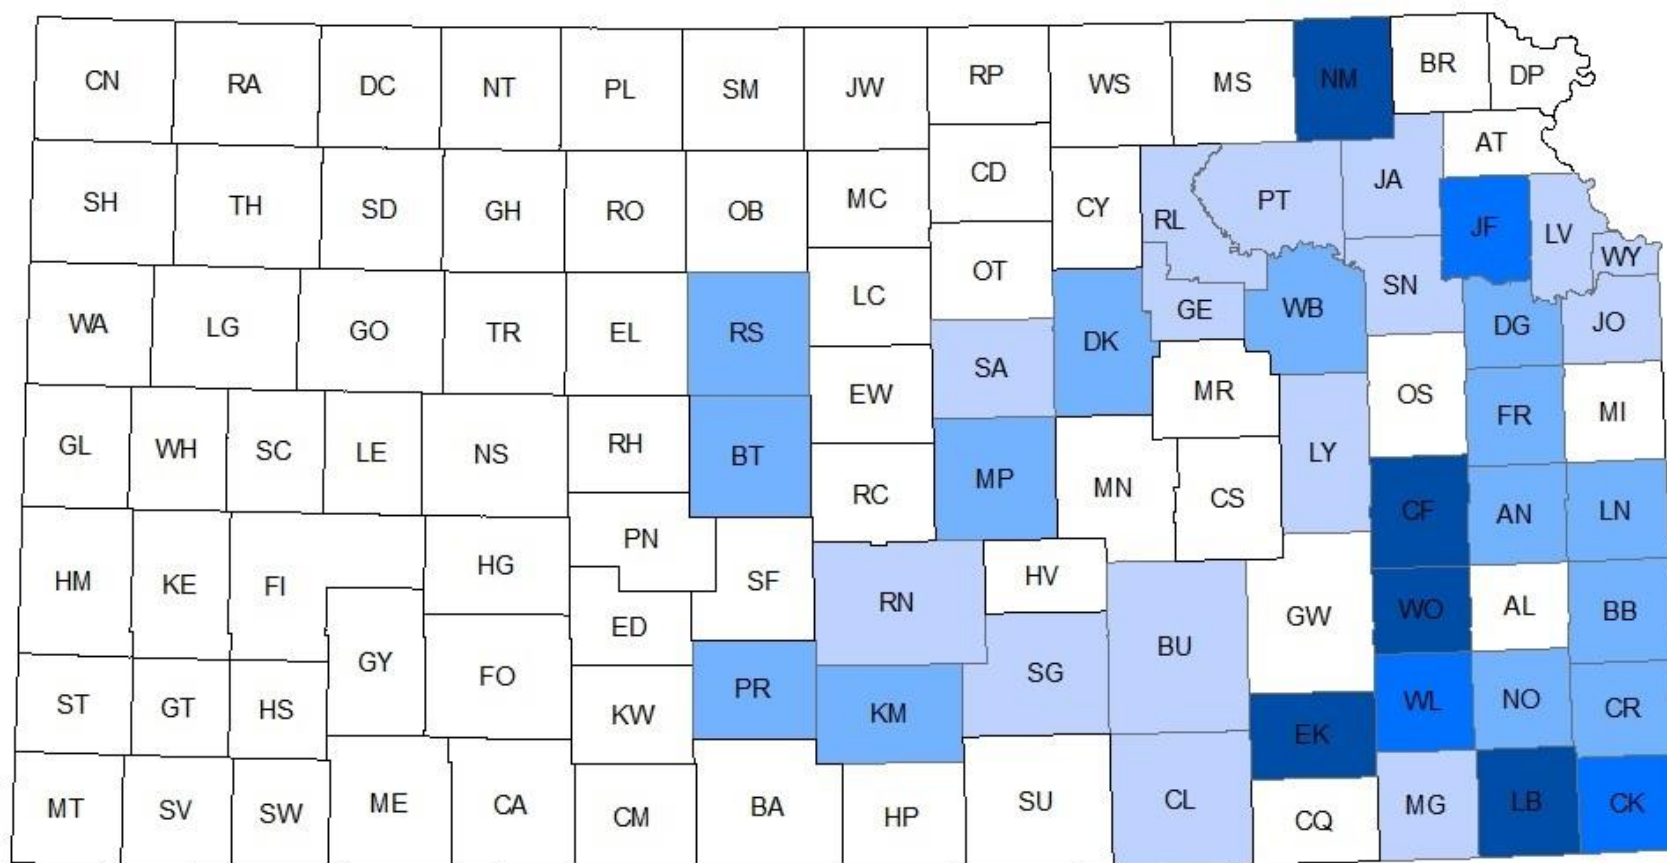 CN RA DC NT PL SM JW RP WS MS NM BR DP
SH TH SD GH RO OB MC CD CY RL PT JA AT
OT JF LV WY
WA LG GO TR EL RS LC SA DK GE WB SN DG JO
GL WH SC LE NS RH BT EW MP MN MR CS LY OS FR MI
RC CF AN LN
HM KE FI HG PN SF RN HV BU GW WO AL BB
ED
ST GT HS GY FO KW PR KM SG EK WL NO CR
MT SV SW ME CA CM BA HP SU CL CQ MG LB CK